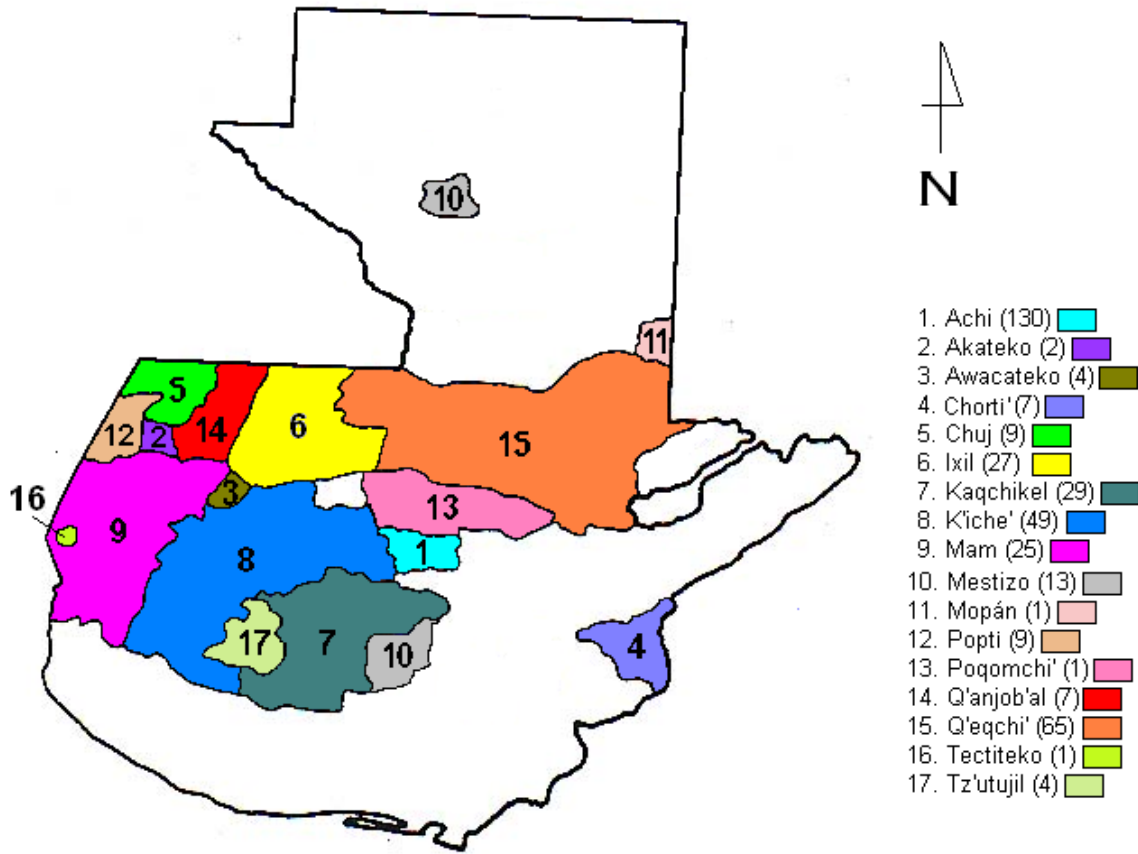 10
N
11
5
12
2
14
6
15
16
3
13
9
8
1
17
7
10
4
1. Achi (130)
2. Akateko (2)
3. Awacateko (4)
4. Chorti' (7)
5. Chuj (9)
6. Ixil (27)
7. Kaqchikel (29)
8. K'iche' (49)
9. Mam (25)
10. Mestizo (13)
11. Mopán (1)
12. Popti (9)
13. Poqomchi' (1)
14. Q'anjob'al (7)
15. Q'eqchi' (65)
16. Tectiteko (1)
17. Tz'utujil (4)